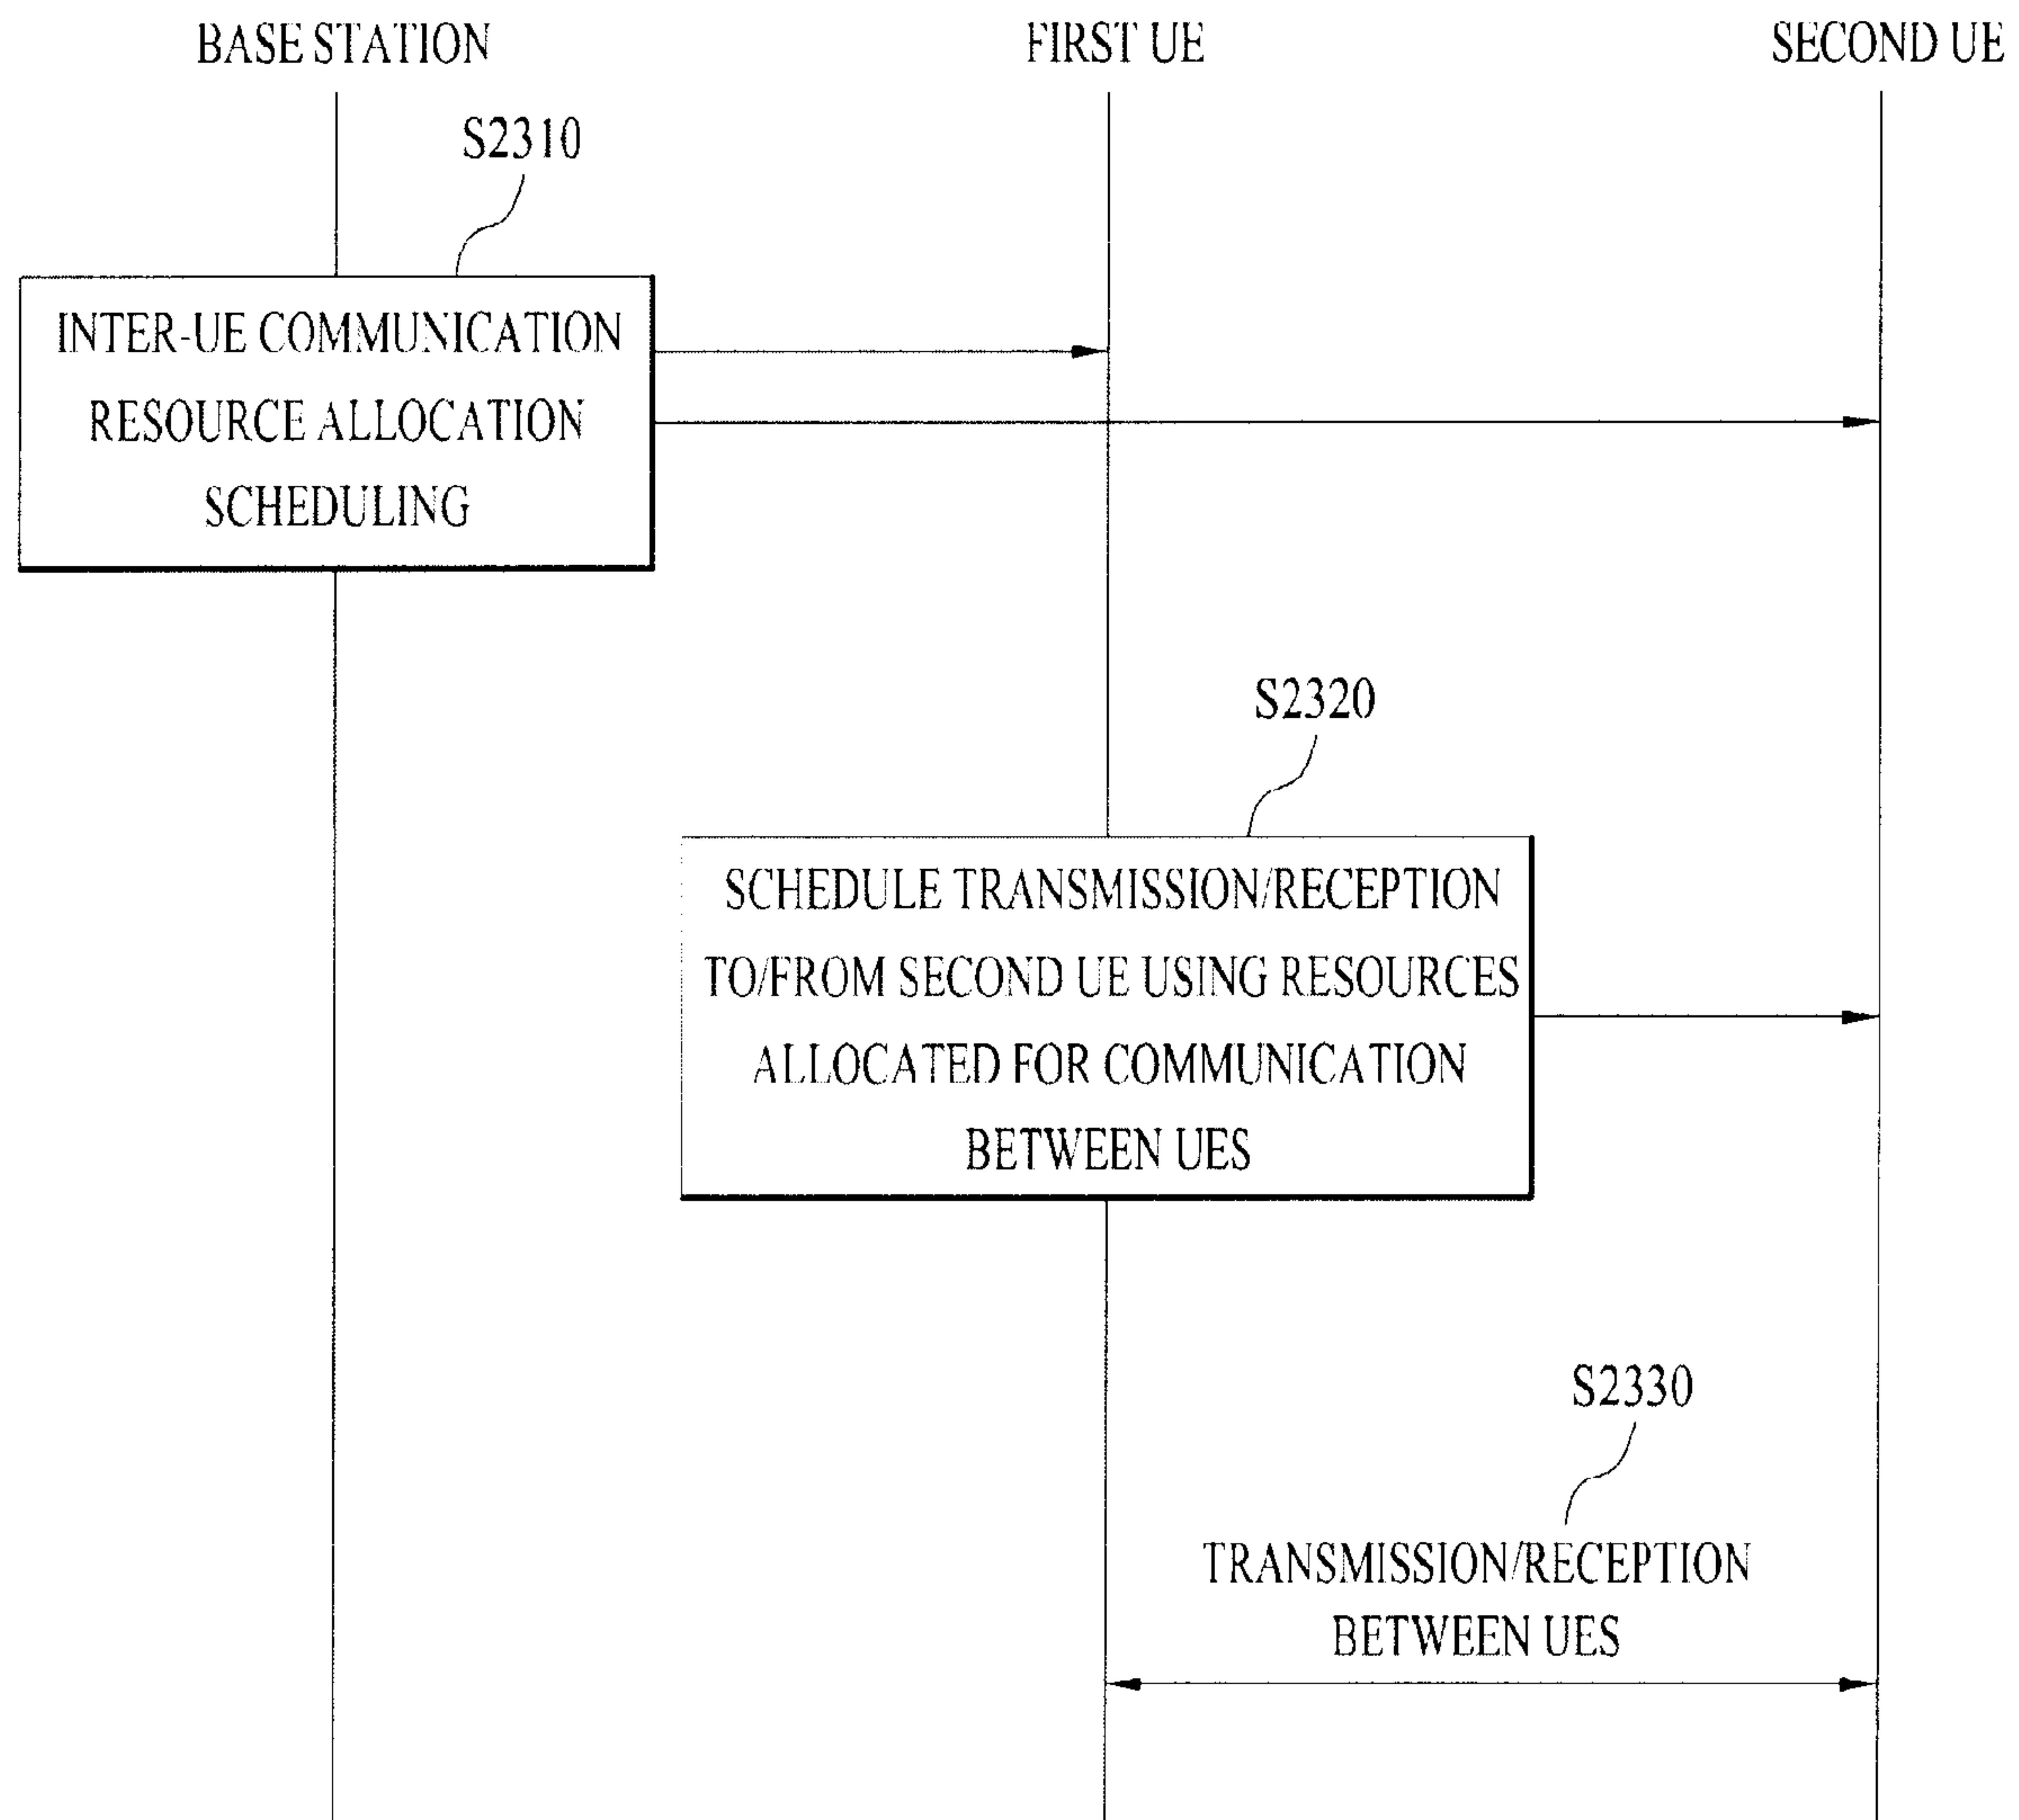 BASE STATION
FIRST UE
SECOND UE
S2310
INTER-UE COMMUNICATION
RESOURCE ALLOCATION
SCHEDULING
S2320
SCHEDULE TRANSMISSION/RECEPTION
TO/FROM SECOND UE USING RESOURCES
ALLOCATED FOR COMMUNICATION
BETWEEN UES
S2330
TRANSMISSION/RECEPTION
BETWEEN UES